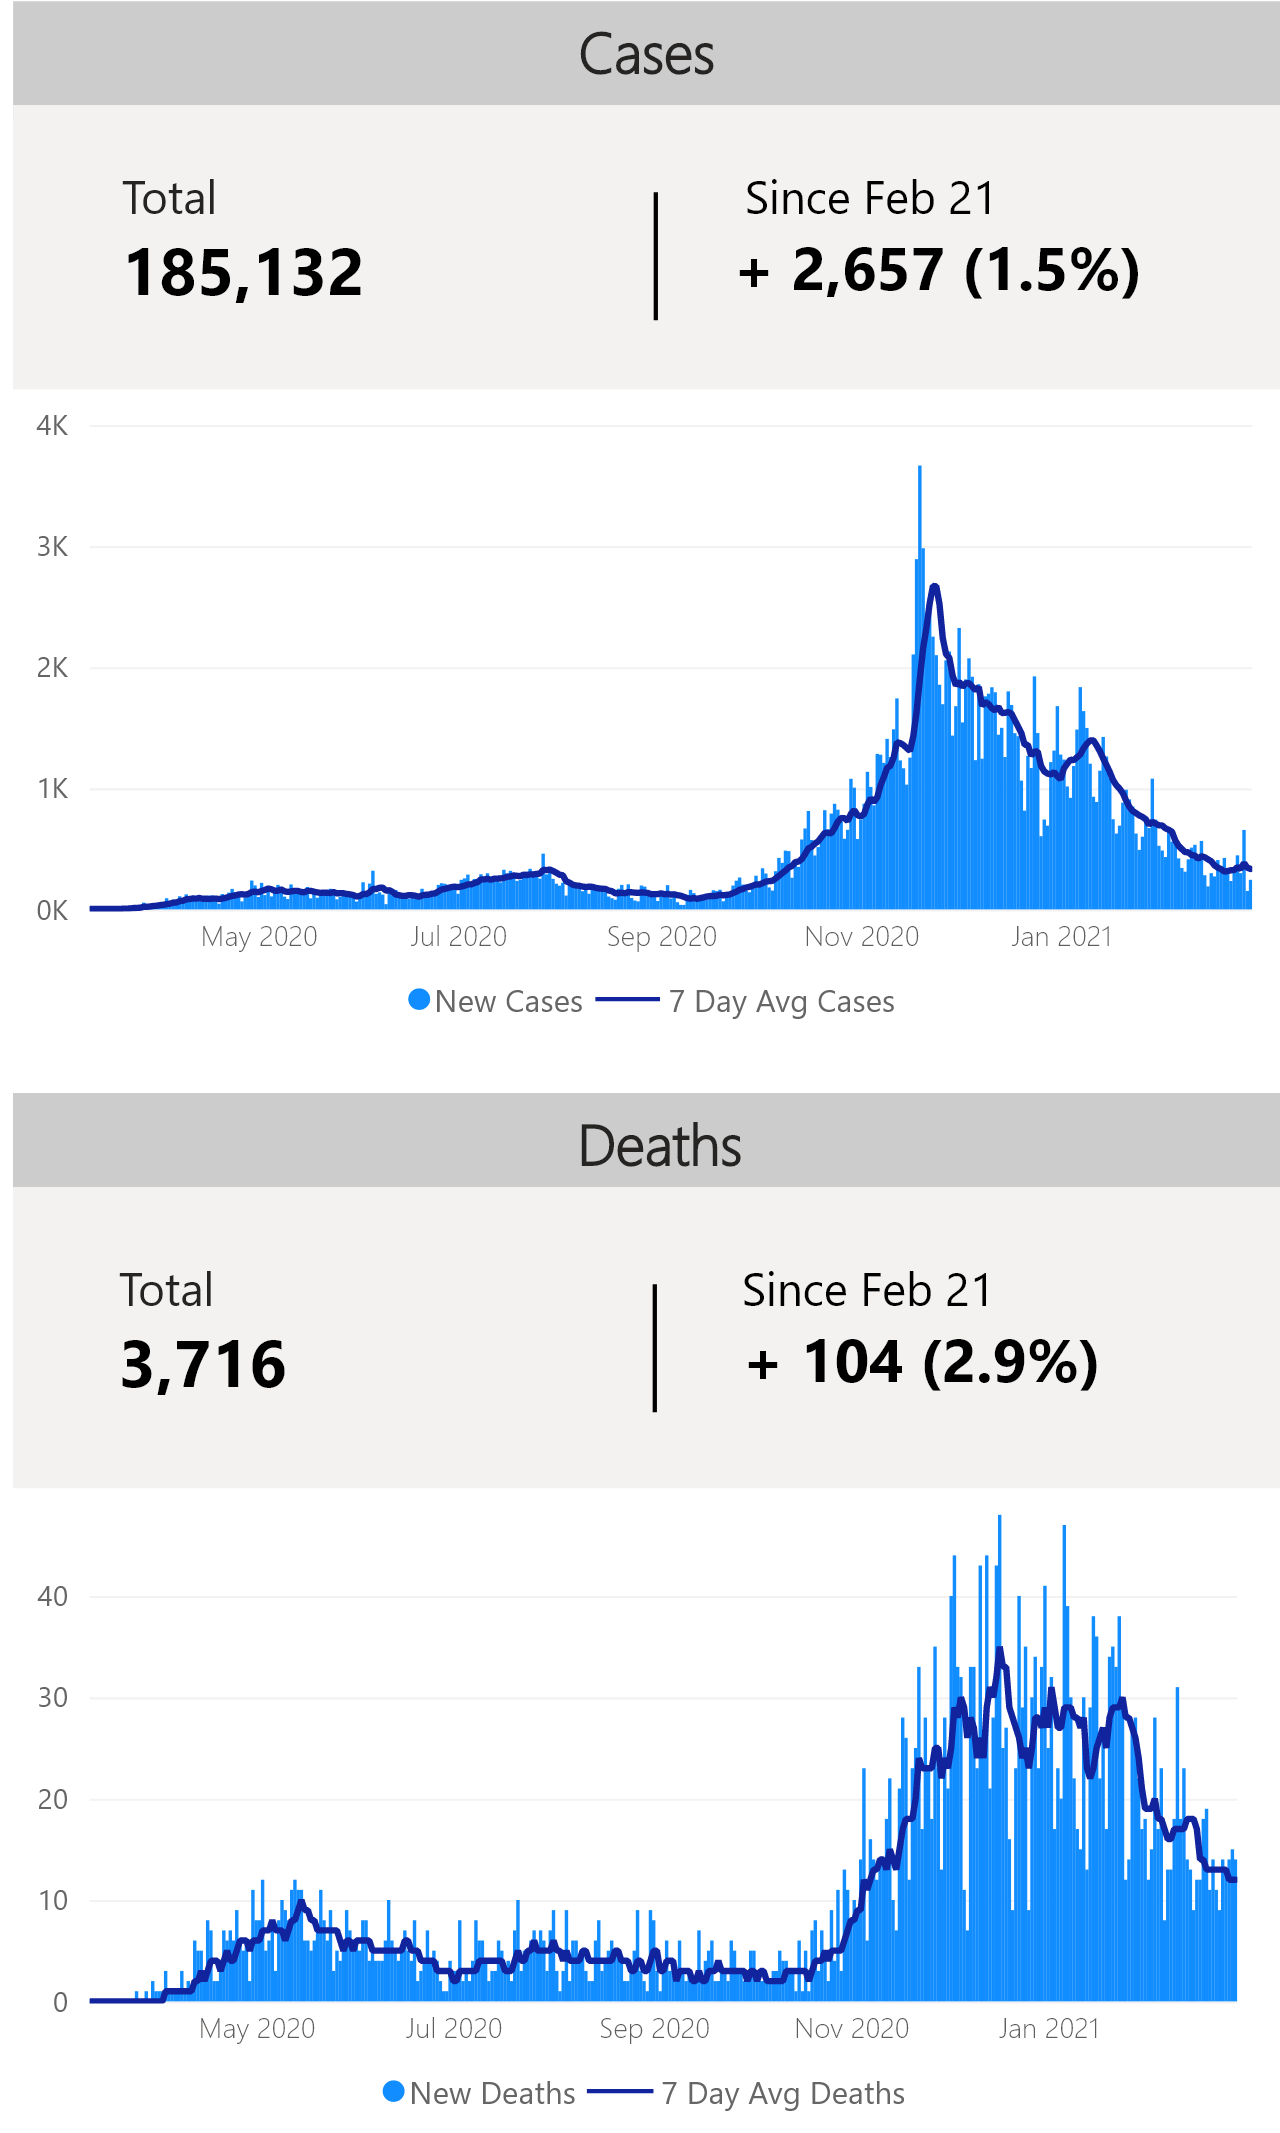 Cases
Total
Since Feb 21
185,132
+ 2,657 (1.5%)
4K
3K
2K
1K
0K
May 2020
Jul 2020
Sep 2020
Nov 2020
Jan 2021
New Cases
7 Day Avg Cases
Deaths
Total
Since Feb 21
3,716
+ 104 (2.9%)
40
30
20
10
0
May 2020
Jul 2020
Sep 2020
Nov 2020
Jan 2021
New Deaths
7 Day Avg Deaths